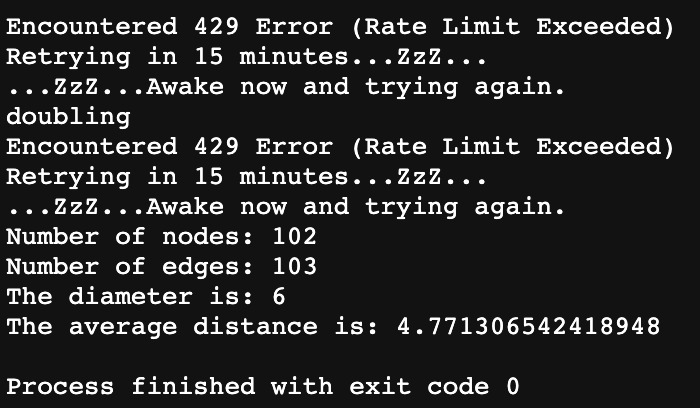 Encountered 429 Error (Rate Limit Exceeded)
Retrying in 15 minutes...ZzZ...
...ZzZ...Awake now and trying again.
doubling
Encountered 429 Error (Rate Limit Exceeded)
Retrying in 15 minutes...ZzZ...
...ZzZ...Awake now and trying again.
Number of nodes: 102
Number of edges: 103
The diameter is: 6
The average distance is: 4.771306542418948
Process finished with exit code 0